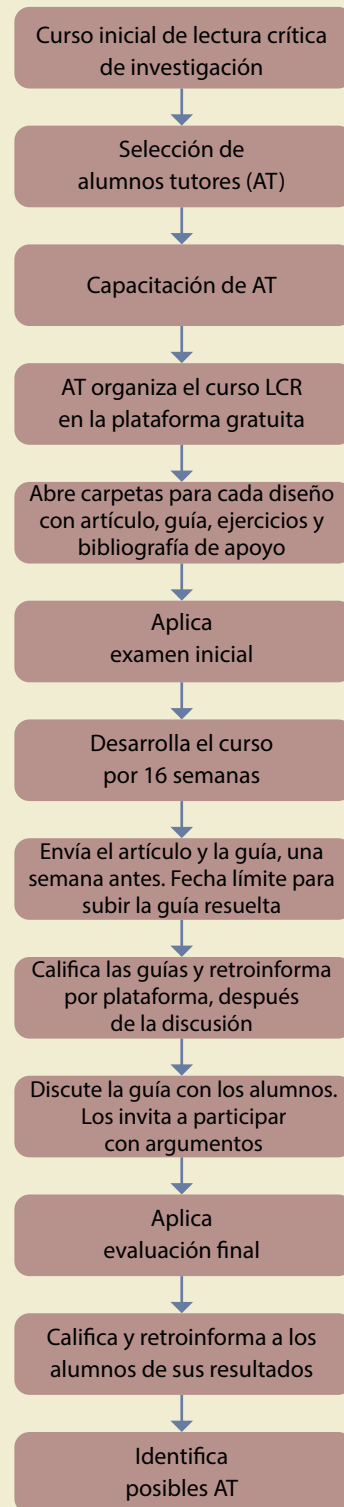 Curso inicial de lectura crítica
de investigación
Selección de
alumnos tutores (AT)
Capacitación de AT
AT organiza el curso LCR
en la plataforma gratuita
Abre carpetas para cada diseño
con artículo, guía, ejercicios y
bibliografía de apoyo
Aplica
examen inicial
Desarrolla el curso
por 16 semanas
Envía el artículo y la guía, una
semana antes. Fecha límite para
subir la guía resuelta
Califica las guías y retroinforma
por plataforma, después
de la discusión
Discute la guía con los alumnos.
Los invita a participar
con argumentos
Aplica
evaluación final
Califica y retroinforma a los
alumnos de sus resultados
Identifica
posibles AT